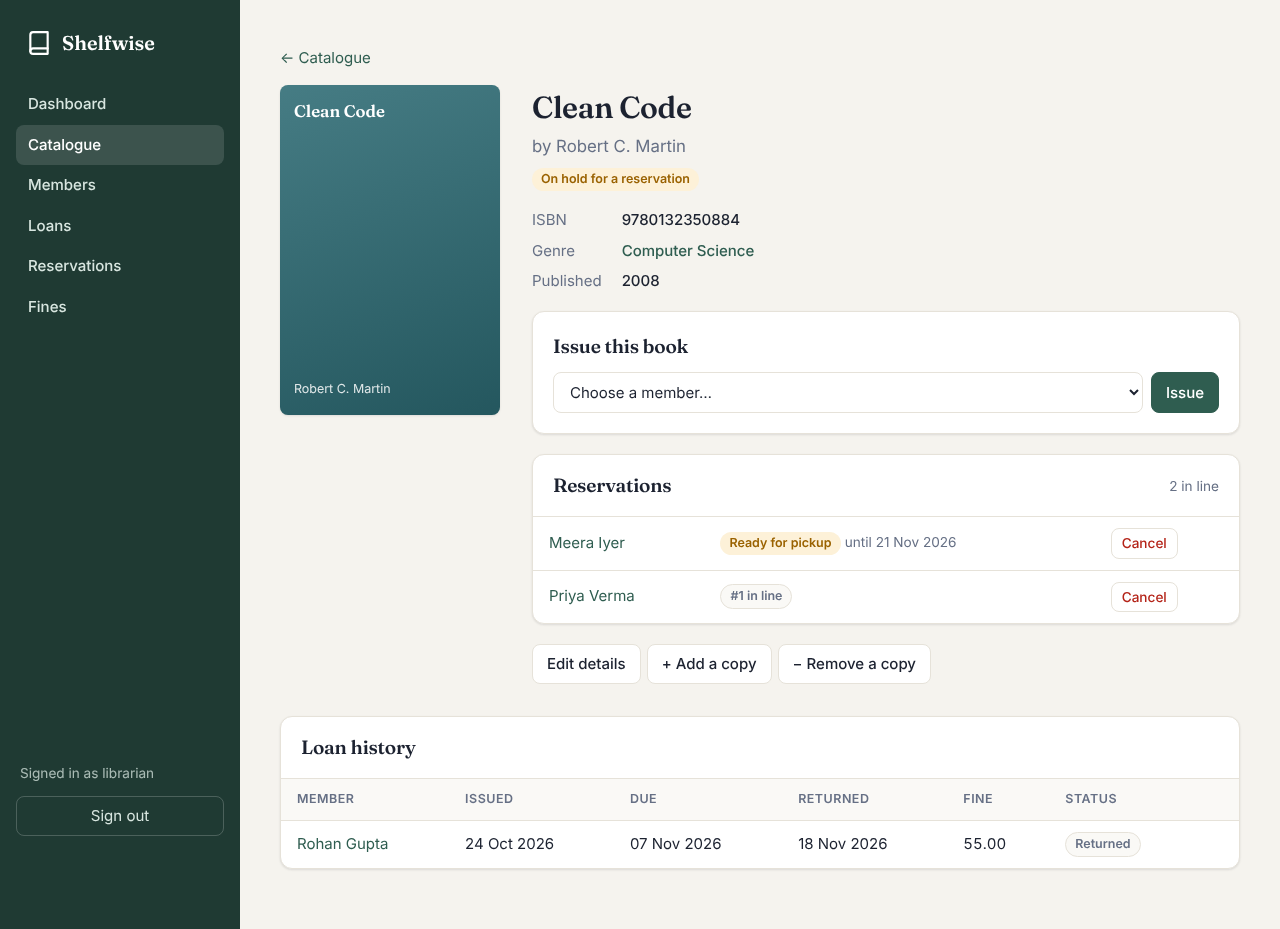 Shelfwise
Dashboard
Catalogue
Members
Loans
Reservations
Fines
Signed in as librarian
Sign out
← Catalogue
Clean Code
Robert C. Martin
Clean Code
by Robert C. Martin
On hold for a reservation
ISBN 9780132350884
Genre Computer Science
Published 2008
Issue this book
Choose a member... Issue
Reservations 2 in line
Meera Iyer Ready for pickup until 21 Nov 2026 Cancel
Priya Verma #1 in line Cancel
Edit details + Add a copy − Remove a copy
Loan history
MEMBER ISSUED DUE RETURNED FINE STATUS
Rohan Gupta 24 Oct 2026 07 Nov 2026 18 Nov 2026 55.00 Returned